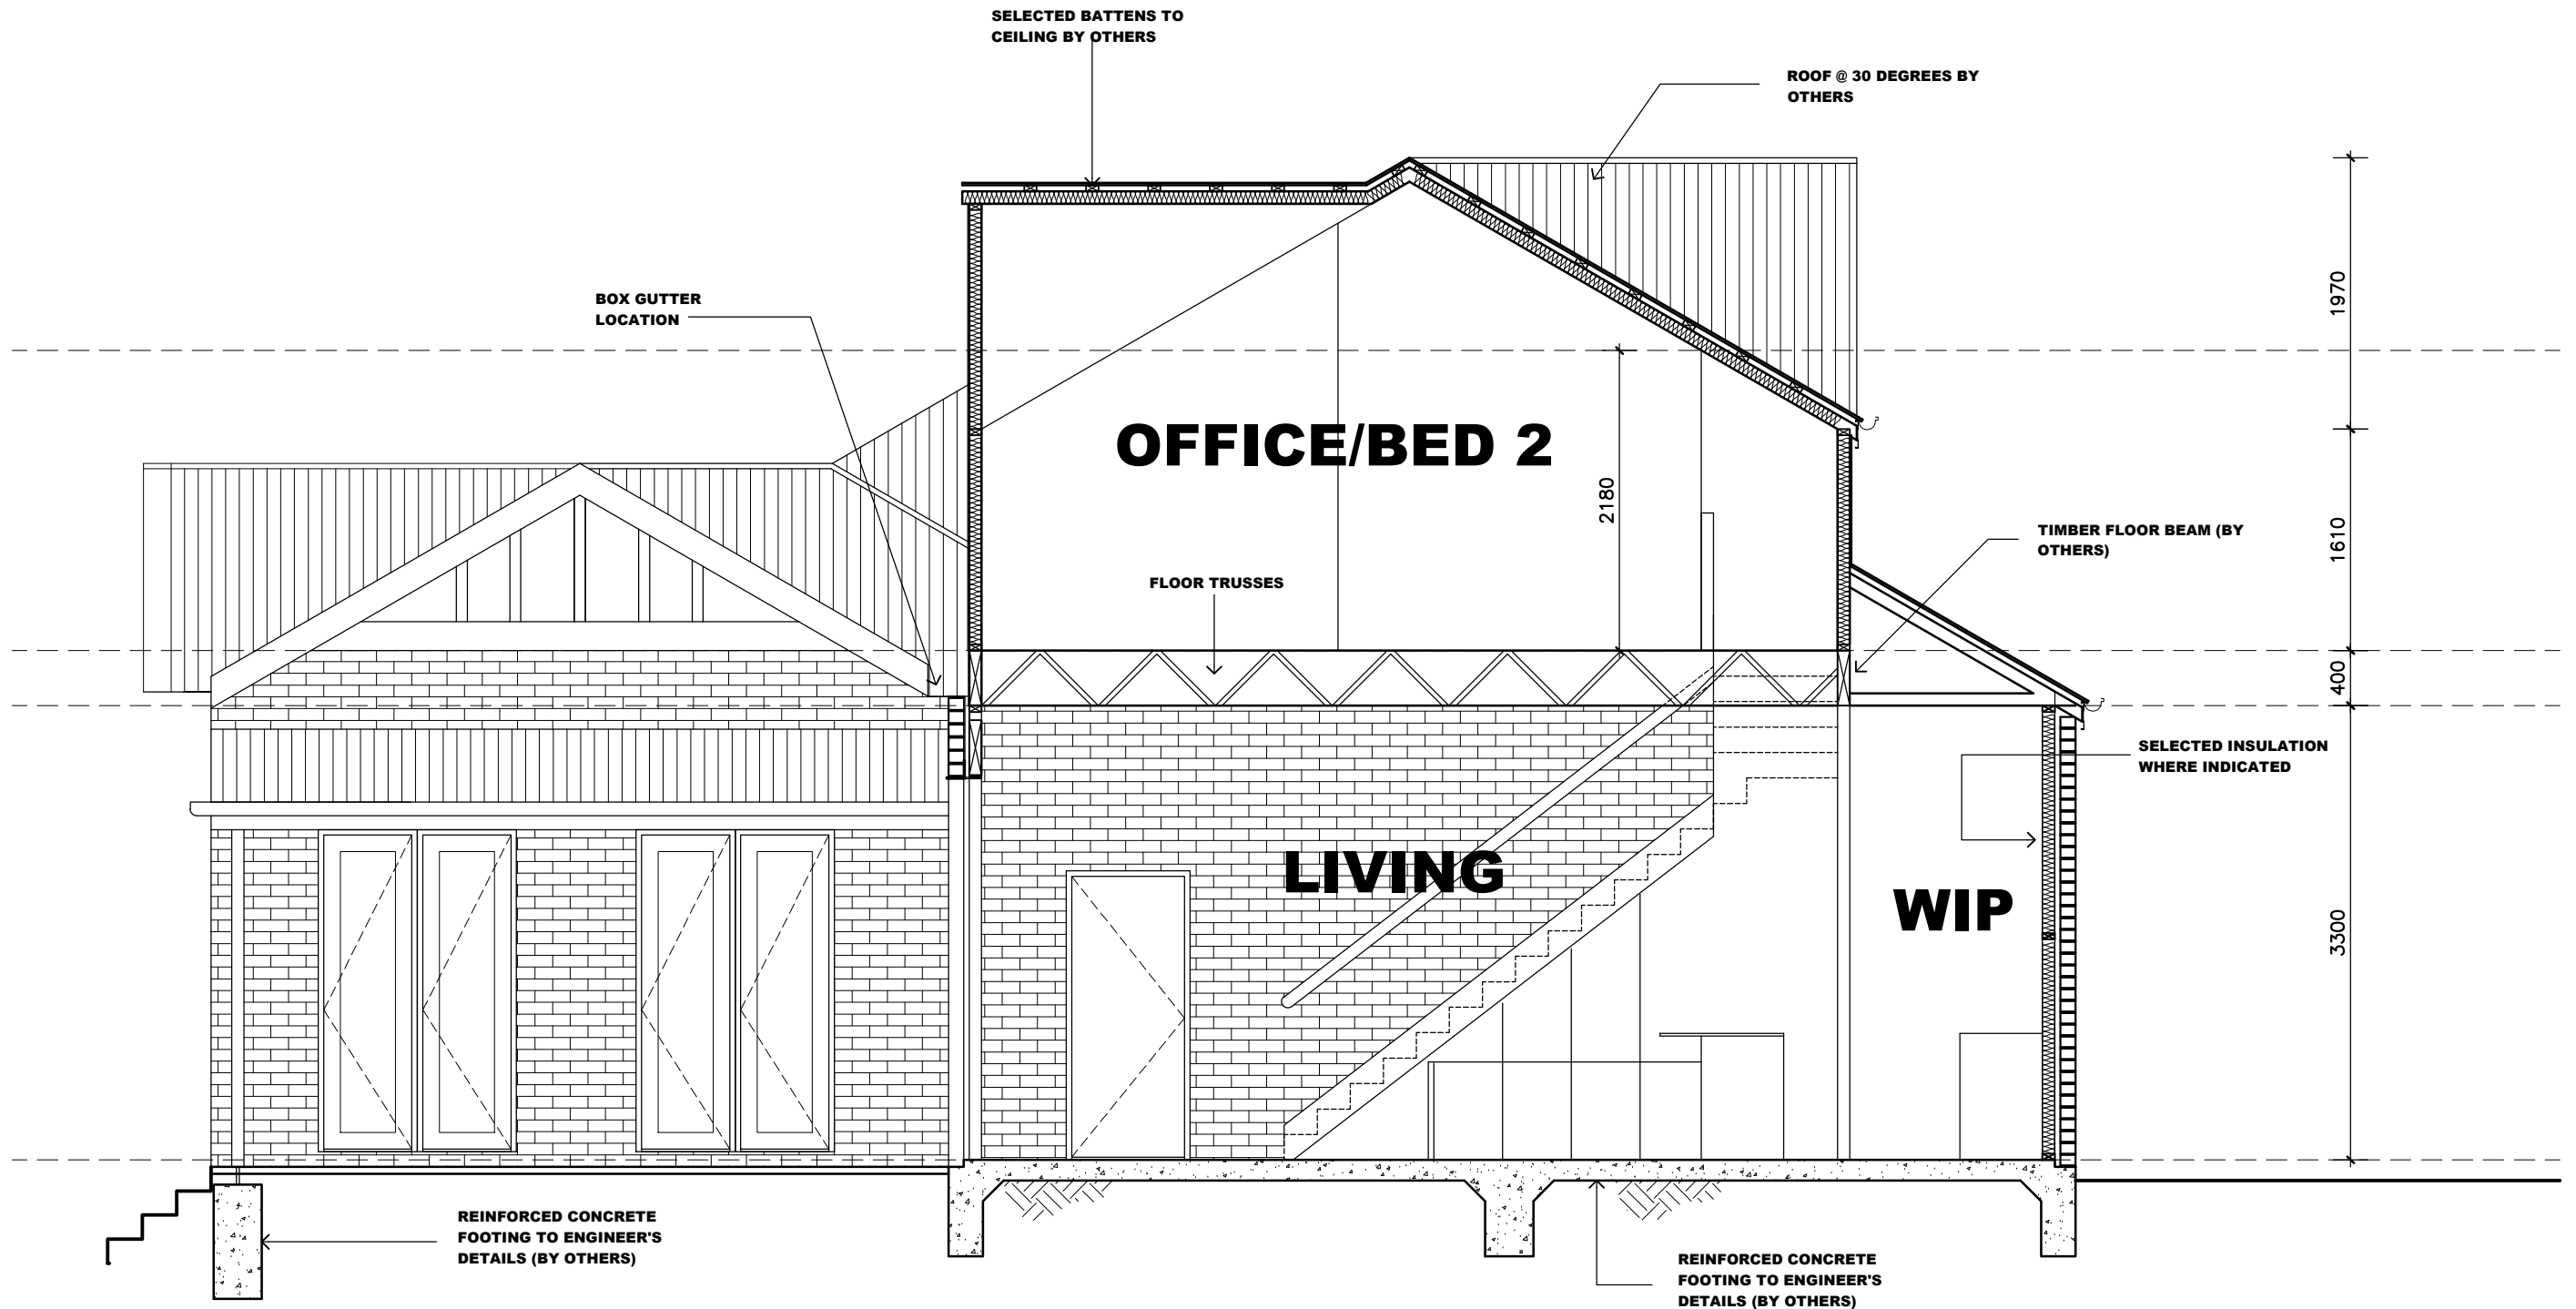 SELECTED BATTENS TO
CEILING BY OTHERS
ROOF @ 30 DEGREES BY
OTHERS
BOX GUTTER
LOCATION
1970
OFFICE/BED 2
2180
1610
TIMBER FLOOR BEAM (BY
OTHERS)
FLOOR TRUSSES
400
SELECTED INSULATION
WHERE INDICATED
LIVING
WIP
3300
REINFORCED CONCRETE
FOOTING TO ENGINEER'S
DETAILS (BY OTHERS)
REINFORCED CONCRETE
FOOTING TO ENGINEER'S
DETAILS (BY OTHERS)